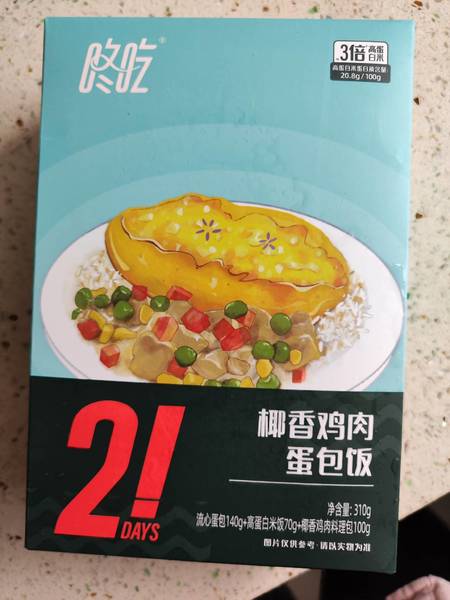 咚吃®
3倍 高蛋白米
高蛋白米蛋白质含量:
20.8g/100g
2!
DAYS
椰香鸡肉
蛋包饭
净含量: 310g
流心蛋包140g+高蛋白米饭70g+椰香鸡肉料理包100g
图片仅供参考·请以实物为准